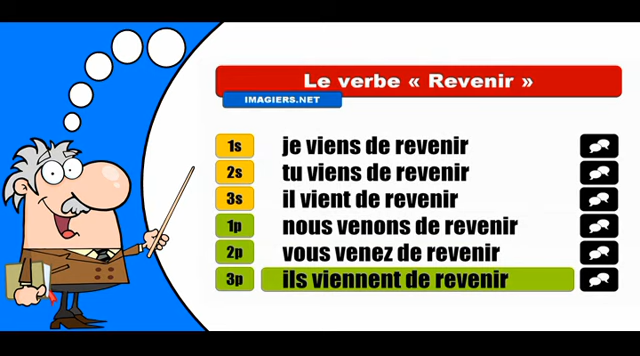 Le verbe « Revenir »
IMAGIERS.NET
1s je viens de revenir
2s tu viens de revenir
3s il vient de revenir
1p nous venons de revenir
2p vous venez de revenir
3p ils viennent de revenir